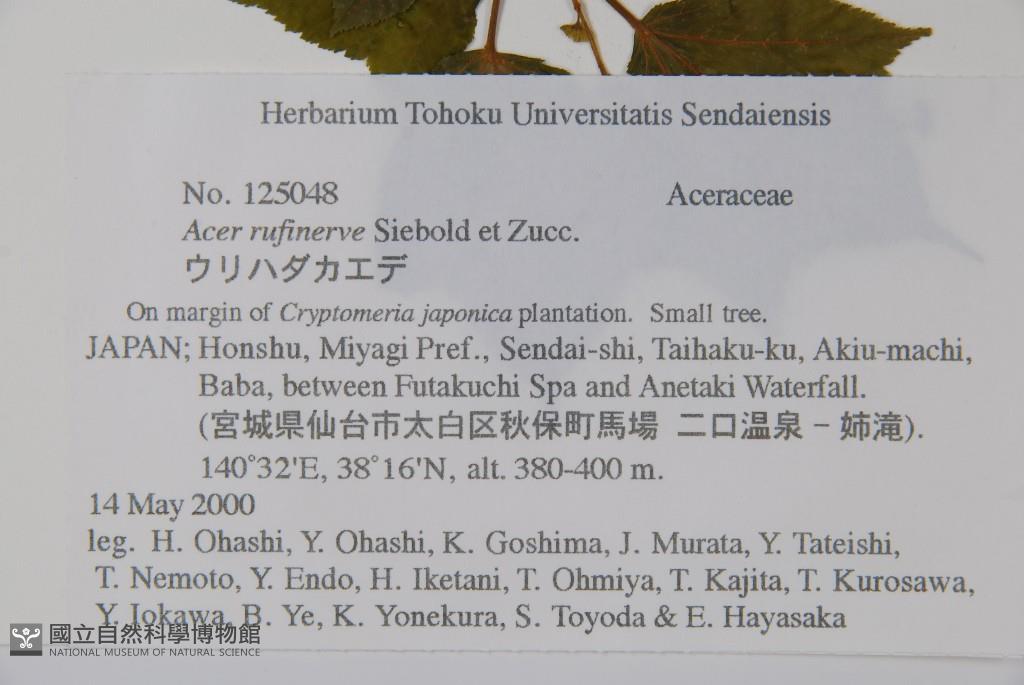 Herbarium Tohoku Universitatis Sendaiensis
No. 125048 Aceraceae
Acer rufinerve Siebold et Zucc.
ウリハダカエデ
On margin of Cryptomeria japonica plantation. Small tree.
JAPAN; Honshu, Miyagi Pref., Sendai-shi, Taihaku-ku, Akiu-machi,
Baba, between Futakuchi Spa and Anetaki Waterfall.
(宮城県仙台市太白区秋保町馬場 二口温泉 - 姉滝).
140°32'E, 38°16'N, alt. 380-400 m.
14 May 2000
leg. H. Ohashi, Y. Ohashi, K. Goshima, J. Murata, Y. Tateishi,
T. Nemoto, Y. Endo, H. Iketani, T. Ohmiya, T. Kajita, T. Kurosawa,
Y. Iokawa, B. Ye, K. Yonekura, S. Toyoda & E. Hayasaka
國立自然科學博物館
NATIONAL MUSEUM OF NATURAL SCIENCE